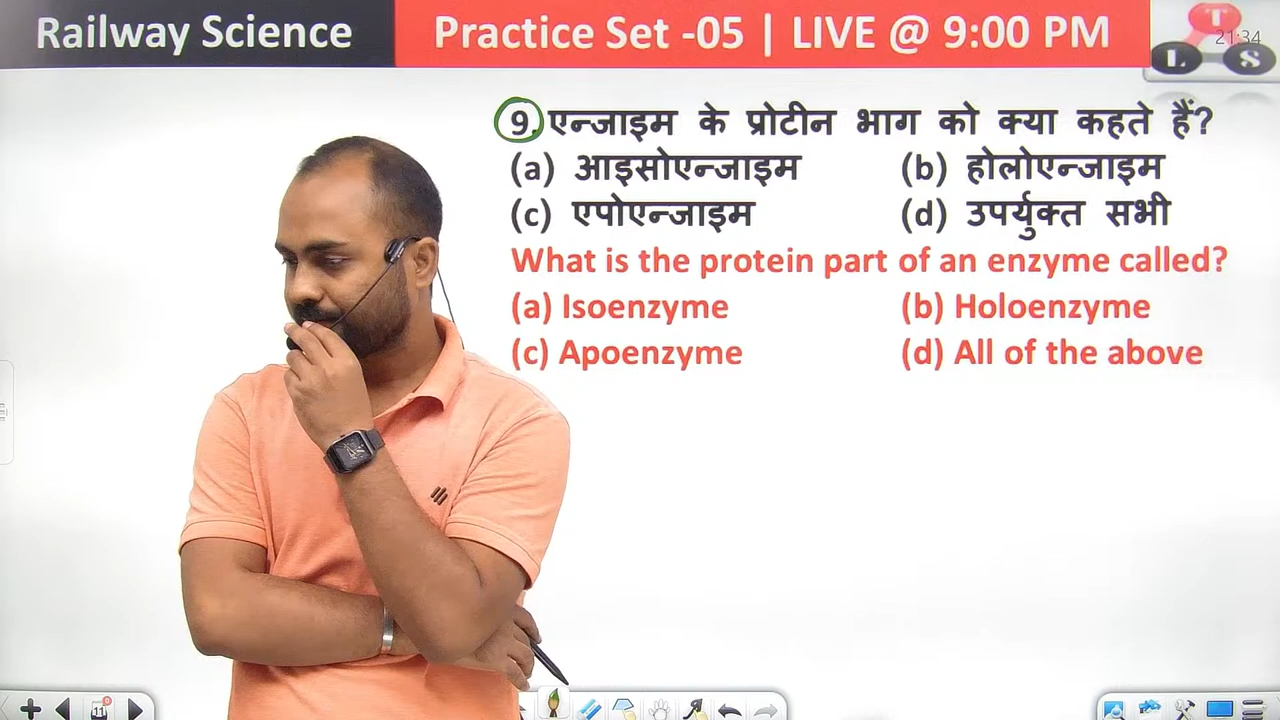 Railway Science
Practice Set -05 | LIVE @ 9:00 PM
T
21:34
L S
9. एन्जाइम के प्रोटीन भाग को क्या कहते हैं?
(a) आइसोएन्जाइम (b) होलोएन्जाइम
(c) एपोएन्जाइम (d) उपर्युक्त सभी
What is the protein part of an enzyme called?
(a) Isoenzyme (b) Holoenzyme
(c) Apoenzyme (d) All of the above
11